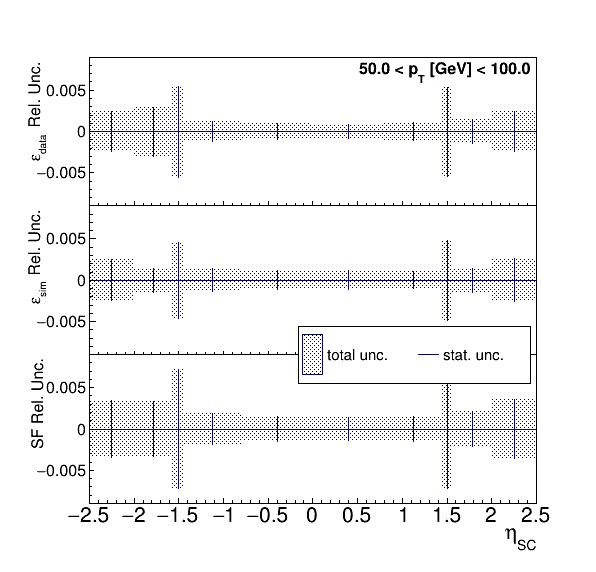 50.0 < p_T [GeV] < 100.0
ε_data Rel. Unc.
0.005
0
−0.005
ε_sim Rel. Unc.
0.005
0
−0.005
total unc.
stat. unc.
SF Rel. Unc.
0.005
0
−0.005
−2.5 −2 −1.5 −1 −0.5 0 0.5 1 1.5 2 2.5
η_SC